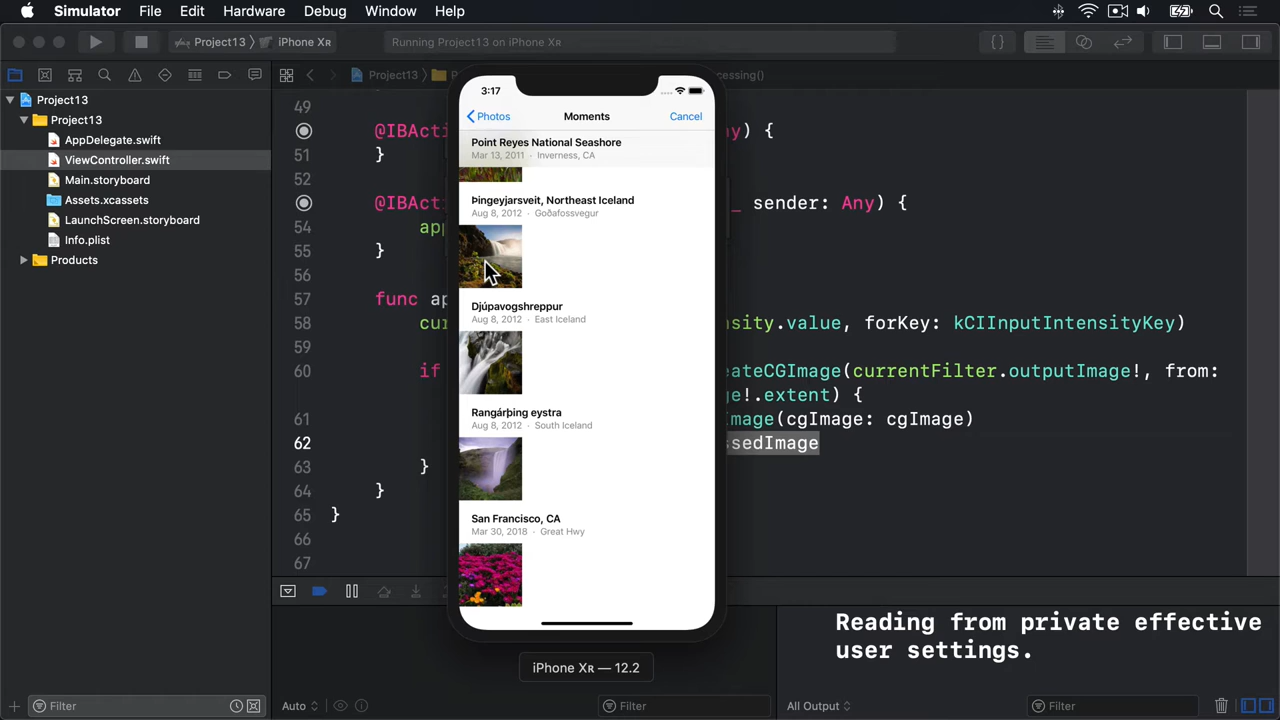 Simulator File Edit Hardware Debug Window Help
Project13 iPhone XR Running Project13 on iPhone XR
Project13
Project13
AppDelegate.swift
ViewController.swift
Main.storyboard
Assets.xcassets
LaunchScreen.storyboard
Info.plist
Products
Filter
Project13
49
@IBActi
51
}
52
@IBActi
54
app
55
}
56
57
func ap
58
cur
59
60
if
61
62
63
}
64
}
65
}
66
67
y) {
_ sender: Any) {
nsity.value, forKey: kCIInputIntensityKey)
eateCGImage(currentFilter.outputImage!, from:
ge!.extent) {
Image(cgImage: cgImage)
ssedImage
3:17
Photos Moments Cancel
Point Reyes National Seashore
Mar 13, 2011 · Inverness, CA
Þingeyjarsveit, Northeast Iceland
Aug 8, 2012 · Goðafossvegur
Djúpavogshreppur
Aug 8, 2012 · East Iceland
Rangárþing eystra
Aug 8, 2012 · South Iceland
San Francisco, CA
Mar 30, 2018 · Great Hwy
iPhone XR — 12.2
Reading from private effective
user settings.
Auto
Filter
All Output
Filter